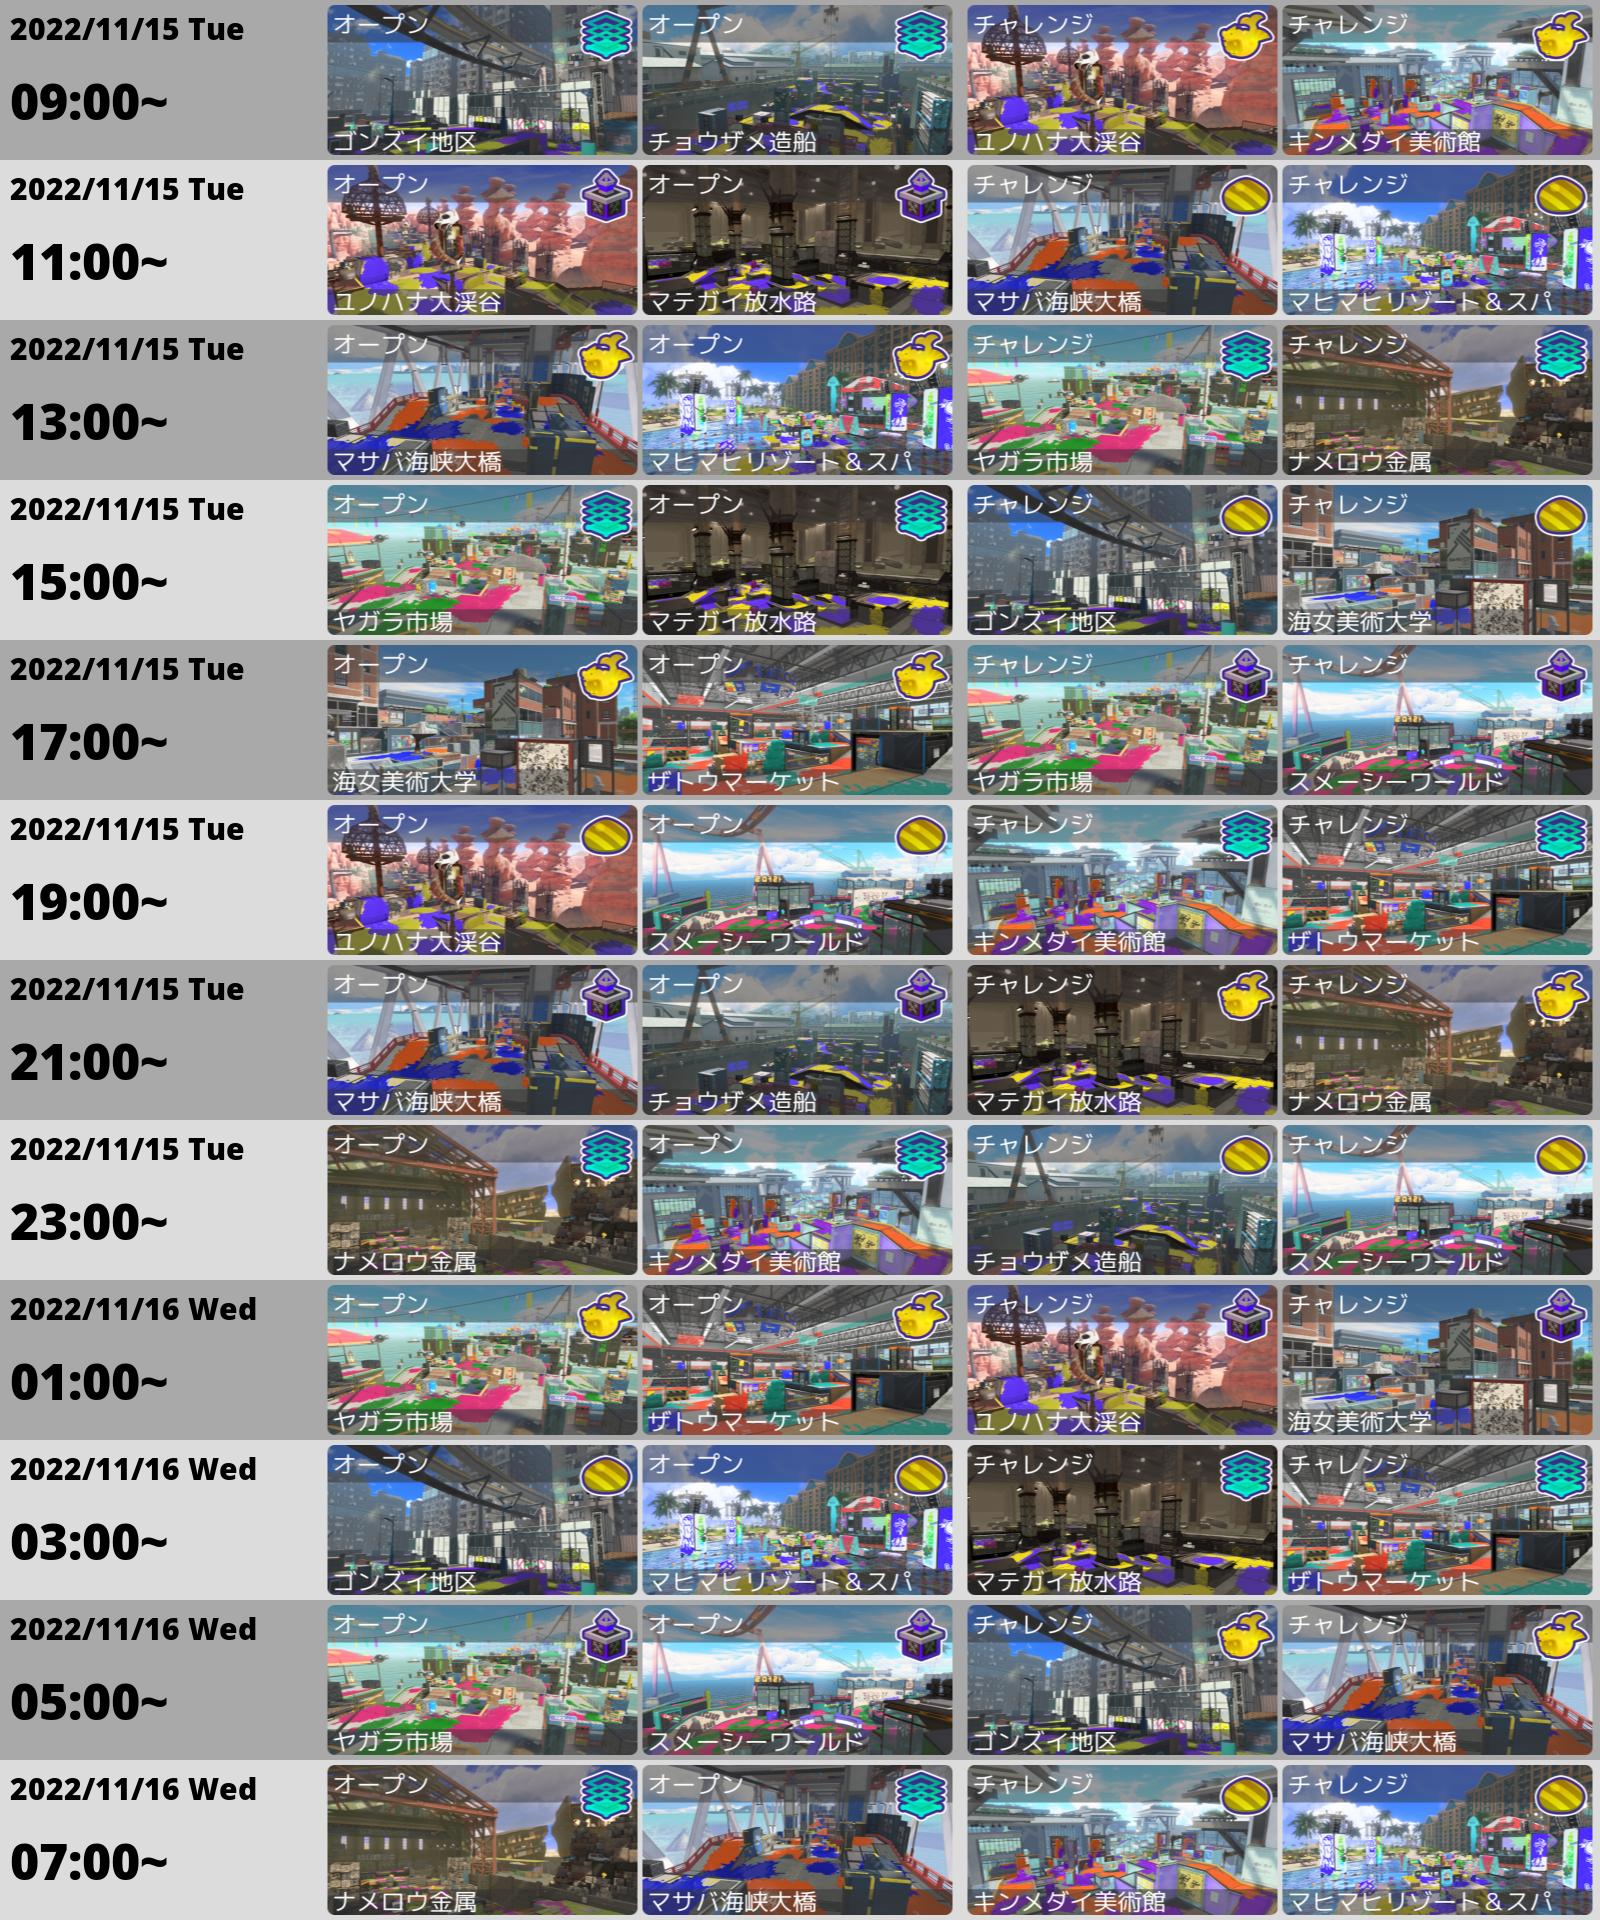 2022/11/15 Tue
09:00~
オープン
ゴンズイ地区
オープン
チョウザメ造船
チャレンジ
ユノハナ大渓谷
チャレンジ
キンメダイ美術館
2022/11/15 Tue
11:00~
オープン
ユノハナ大渓谷
オープン
マテガイ放水路
チャレンジ
マサバ海峡大橋
チャレンジ
マヒマヒリゾート＆スパ
2022/11/15 Tue
13:00~
オープン
マサバ海峡大橋
オープン
マヒマヒリゾート＆スパ
チャレンジ
ヤガラ市場
チャレンジ
ナメロウ金属
2022/11/15 Tue
15:00~
オープン
ヤガラ市場
オープン
マテガイ放水路
チャレンジ
ゴンズイ地区
チャレンジ
海女美術大学
2022/11/15 Tue
17:00~
オープン
海女美術大学
オープン
ザトウマーケット
チャレンジ
ヤガラ市場
チャレンジ
スメーシーワールド
2022/11/15 Tue
19:00~
オープン
ユノハナ大渓谷
オープン
スメーシーワールド
チャレンジ
キンメダイ美術館
チャレンジ
ザトウマーケット
2022/11/15 Tue
21:00~
オープン
マサバ海峡大橋
オープン
チョウザメ造船
チャレンジ
マテガイ放水路
チャレンジ
ナメロウ金属
2022/11/15 Tue
23:00~
オープン
ナメロウ金属
オープン
キンメダイ美術館
チャレンジ
チョウザメ造船
チャレンジ
スメーシーワールド
2022/11/16 Wed
01:00~
オープン
ヤガラ市場
オープン
ザトウマーケット
チャレンジ
ユノハナ大渓谷
チャレンジ
海女美術大学
2022/11/16 Wed
03:00~
オープン
ゴンズイ地区
オープン
マヒマヒリゾート＆スパ
チャレンジ
マテガイ放水路
チャレンジ
ザトウマーケット
2022/11/16 Wed
05:00~
オープン
ヤガラ市場
オープン
スメーシーワールド
チャレンジ
ゴンズイ地区
チャレンジ
マサバ海峡大橋
2022/11/16 Wed
07:00~
オープン
ナメロウ金属
オープン
マサバ海峡大橋
チャレンジ
キンメダイ美術館
チャレンジ
マヒマヒリゾート＆スパ